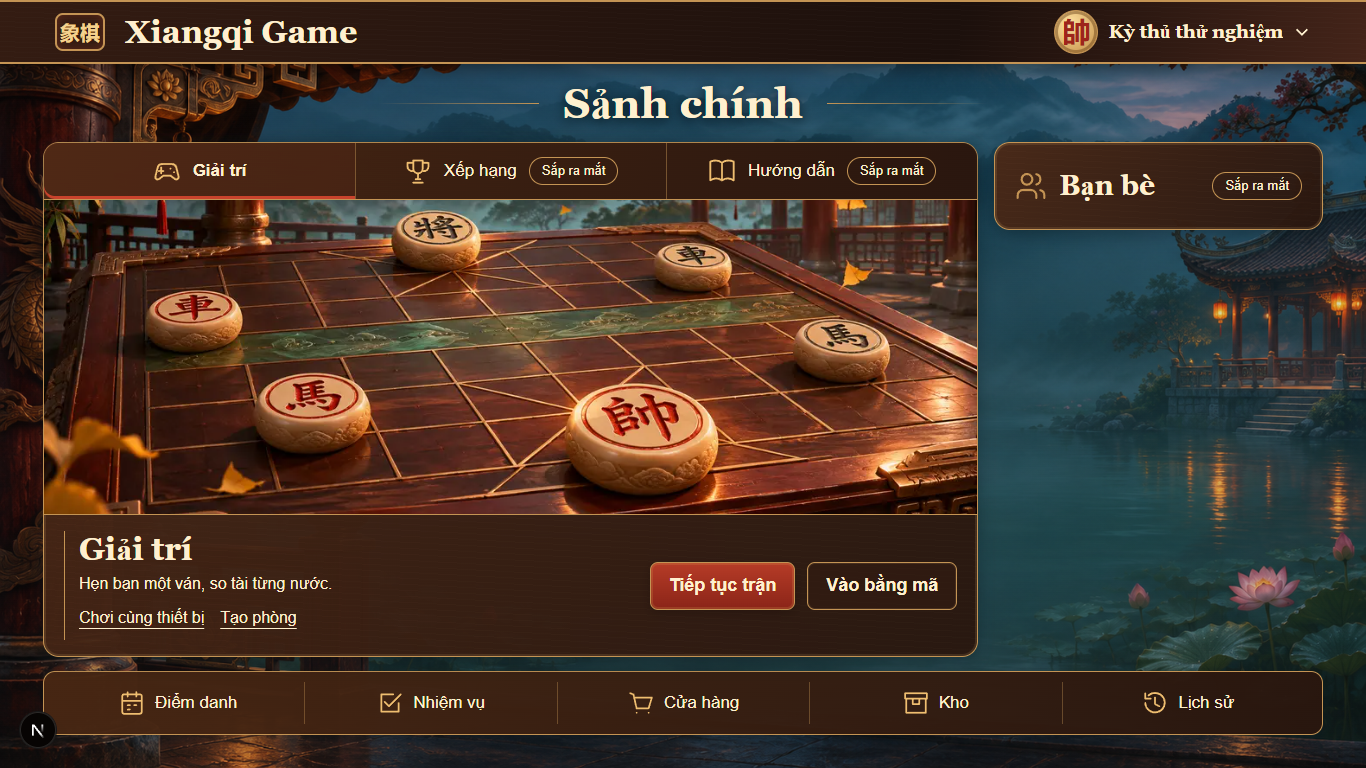 象棋
Xiangqi Game
帥
Kỳ thủ thử nghiệm
Sảnh chính
Giải trí
Xếp hạng
Sắp ra mắt
Hướng dẫn
Sắp ra mắt
Bạn bè
Sắp ra mắt
將
車
車
馬
馬
帥
Giải trí
Hẹn bạn một ván, so tài từng nước.
Chơi cùng thiết bị
Tạo phòng
Tiếp tục trận
Vào bằng mã
Điểm danh
Nhiệm vụ
Cửa hàng
Kho
Lịch sử
N